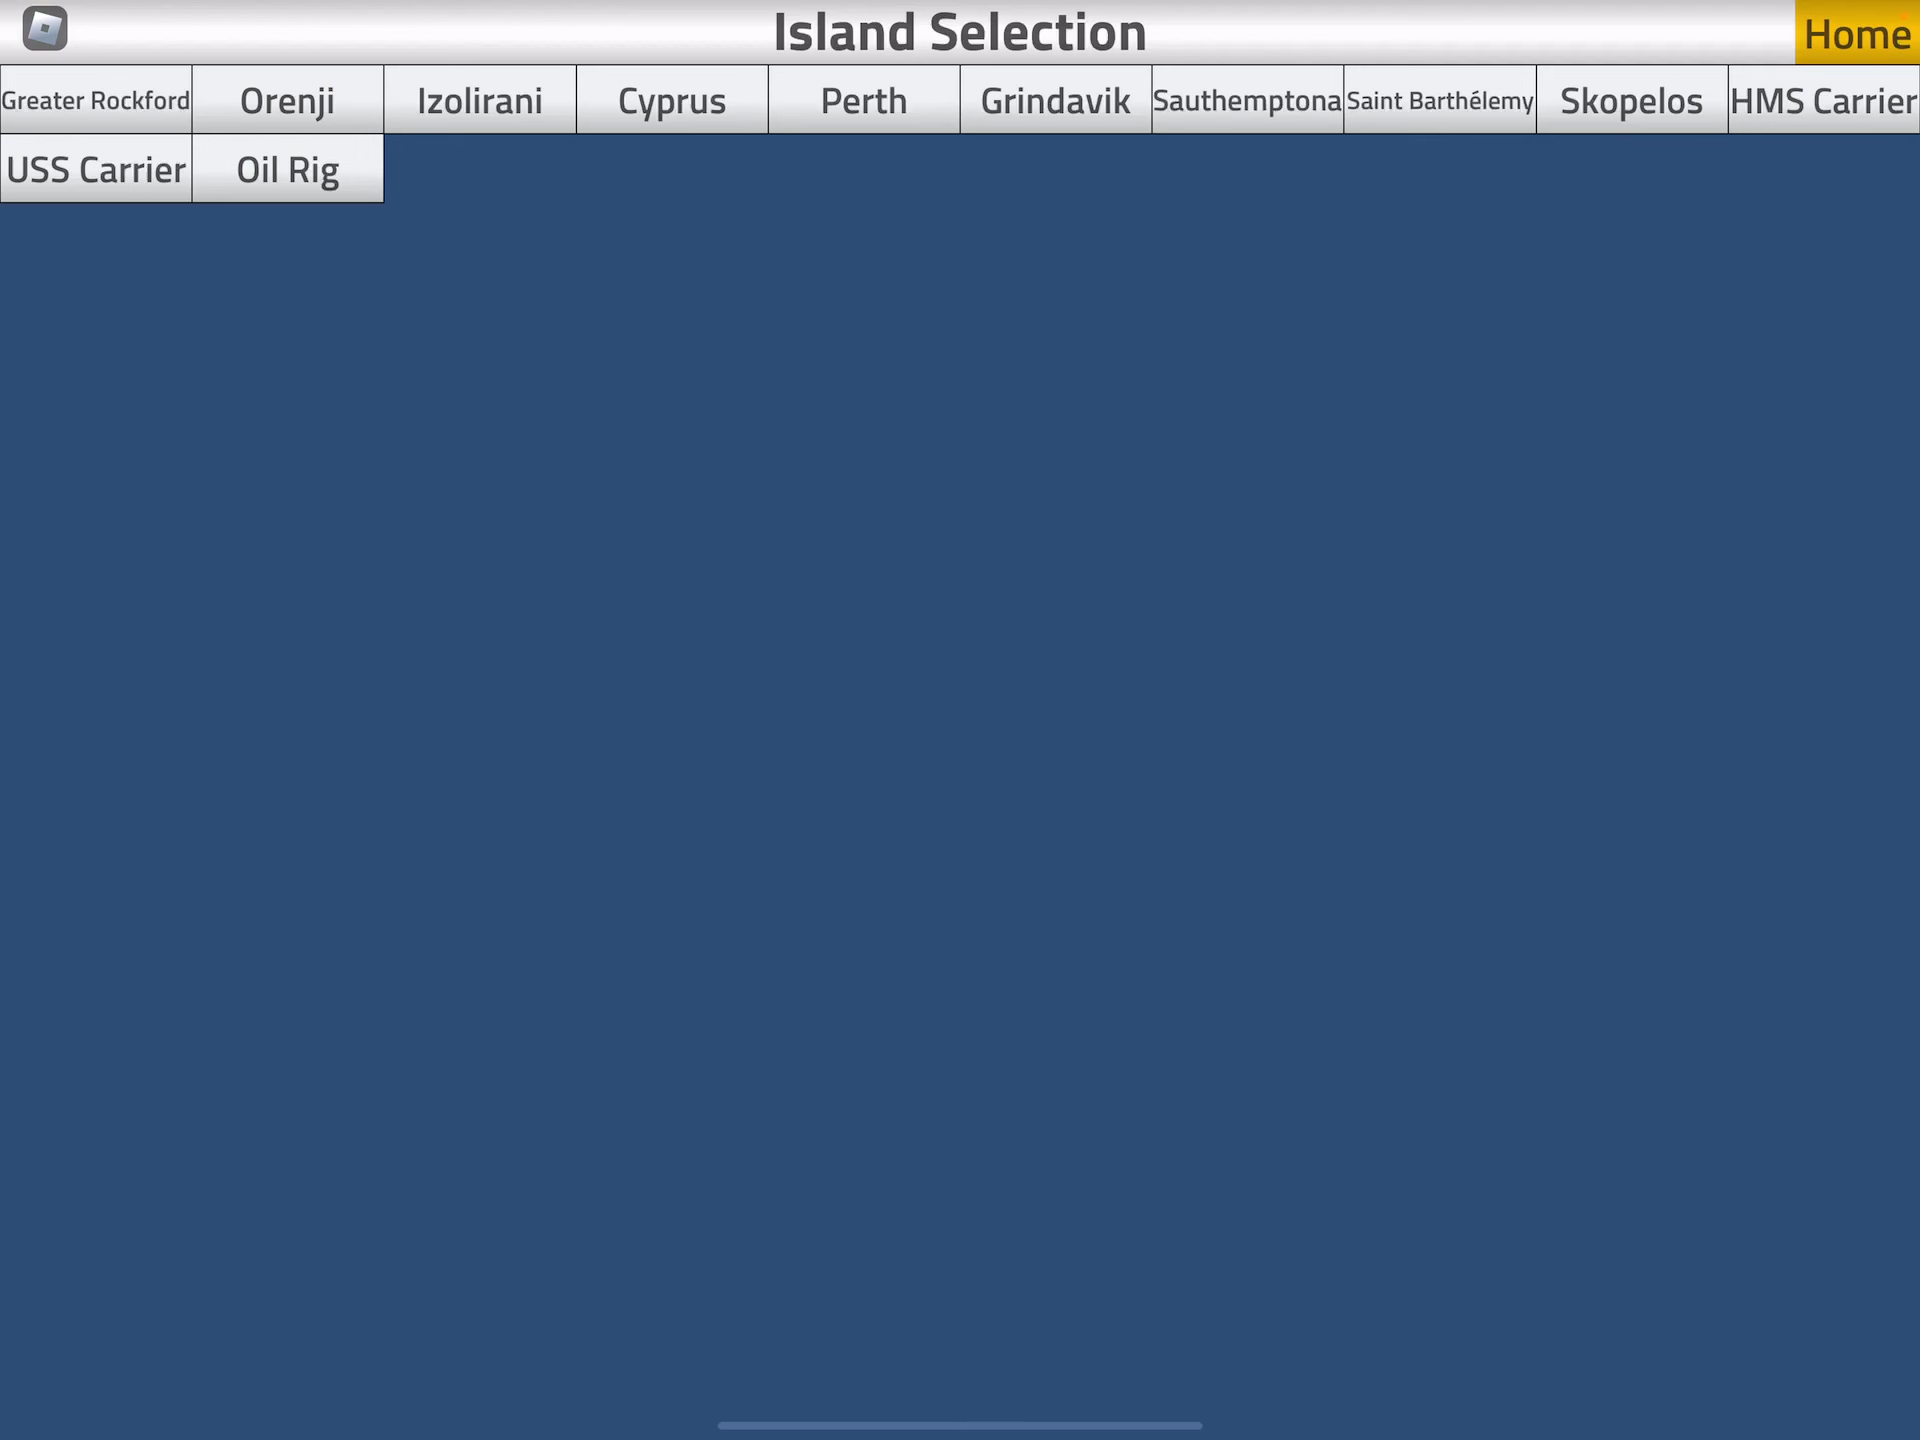 Island Selection
Home
Greater Rockford
Orenji
Izolirani
Cyprus
Perth
Grindavik
Sauthemptona
Saint Barthélemy
Skopelos
HMS Carrier
USS Carrier
Oil Rig